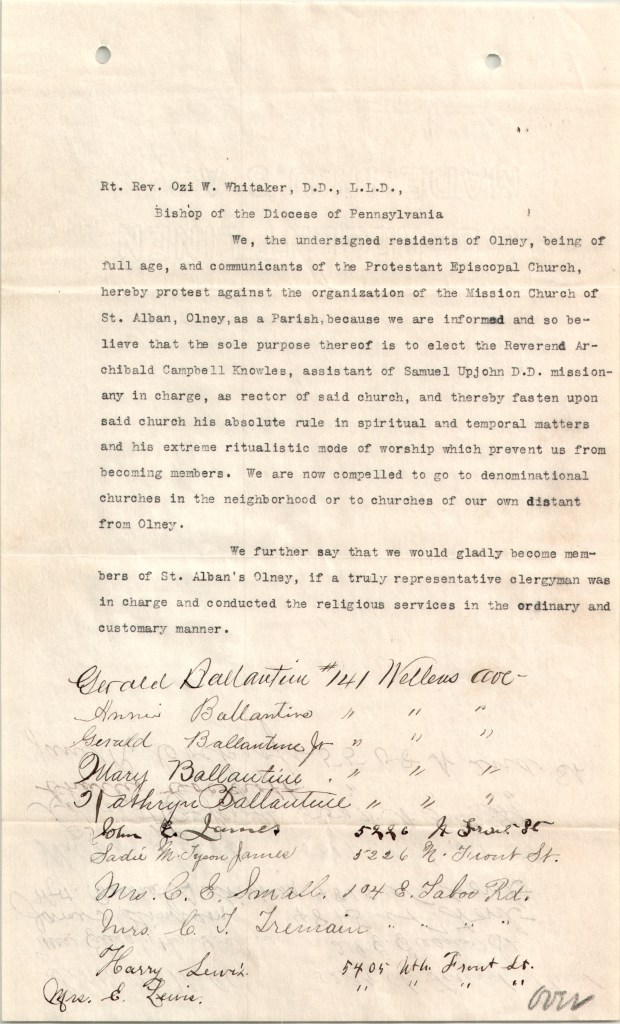 Rt. Rev. Ozi W. Whitaker, D.D., L.L.D.,
Bishop of the Diocese of Pennsylvania
We, the undersigned residents of Olney, being of
full age, and communicants of the Protestant Episcopal Church,
hereby protest against the organization of the Mission Church of
St. Alban, Olney, as a Parish, because we are informed and so be-
lieve that the sole purpose thereof is to elect the Reverend Ar-
chibald Campbell Knowles, assistant of Samuel Upjohn D.D. mission-
any in charge, as rector of said church, and thereby fasten upon
said church his absolute rule in spiritual and temporal matters
and his extreme ritualistic mode of worship which prevent us from
becoming members. We are now compelled to go to denominational
churches in the neighborhood or to churches of our own distant
from Olney.
We further say that we would gladly become mem-
bers of St. Alban's Olney, if a truly representative clergyman was
in charge and conducted the religious services in the ordinary and
customary manner.
Gerald Ballantine #141 Wellens ave-
Annie Ballantine " " "
Gerald Ballantine Jr " " "
Mary Ballantine. " " "
Kathryn Ballantine " " "
John E. James 5226 N Front St
Sadie M. Tyson James 5226 N. Front St.
Mrs. C. E. Small. 104 E. Tabor Rd.
Mrs. C. T. Tremain " " " "
Harry Lewis. 5405 Nth. Front St.
Mrs. E. Lewis. " " " "
over